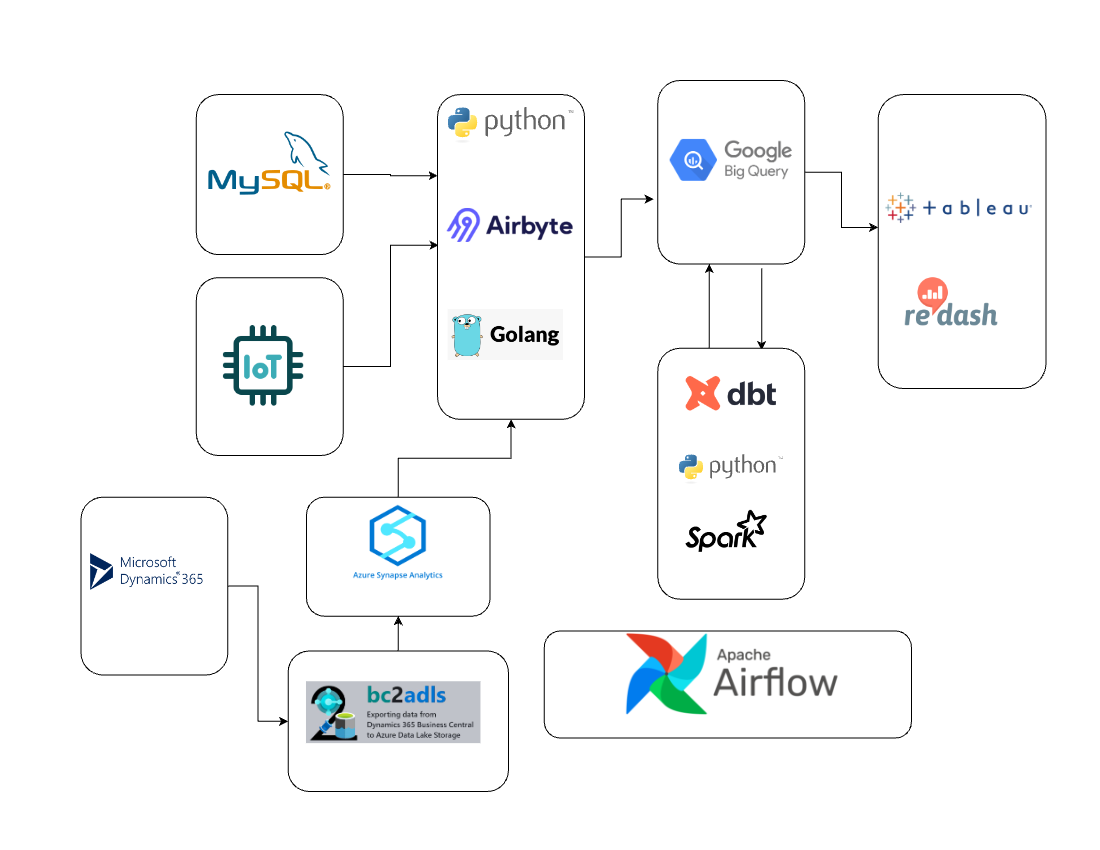 MySQL®
python™
Airbyte
Golang
IoT
Google
Big Query
+ a b l e a u
re dash
dbt
python
Spark
Microsoft
Dynamics® 365
Azure Synapse Analytics
bc2adls
Exporting data from
Dynamics 365 Business Central
to Azure Data Lake Storage
Apache
Airflow